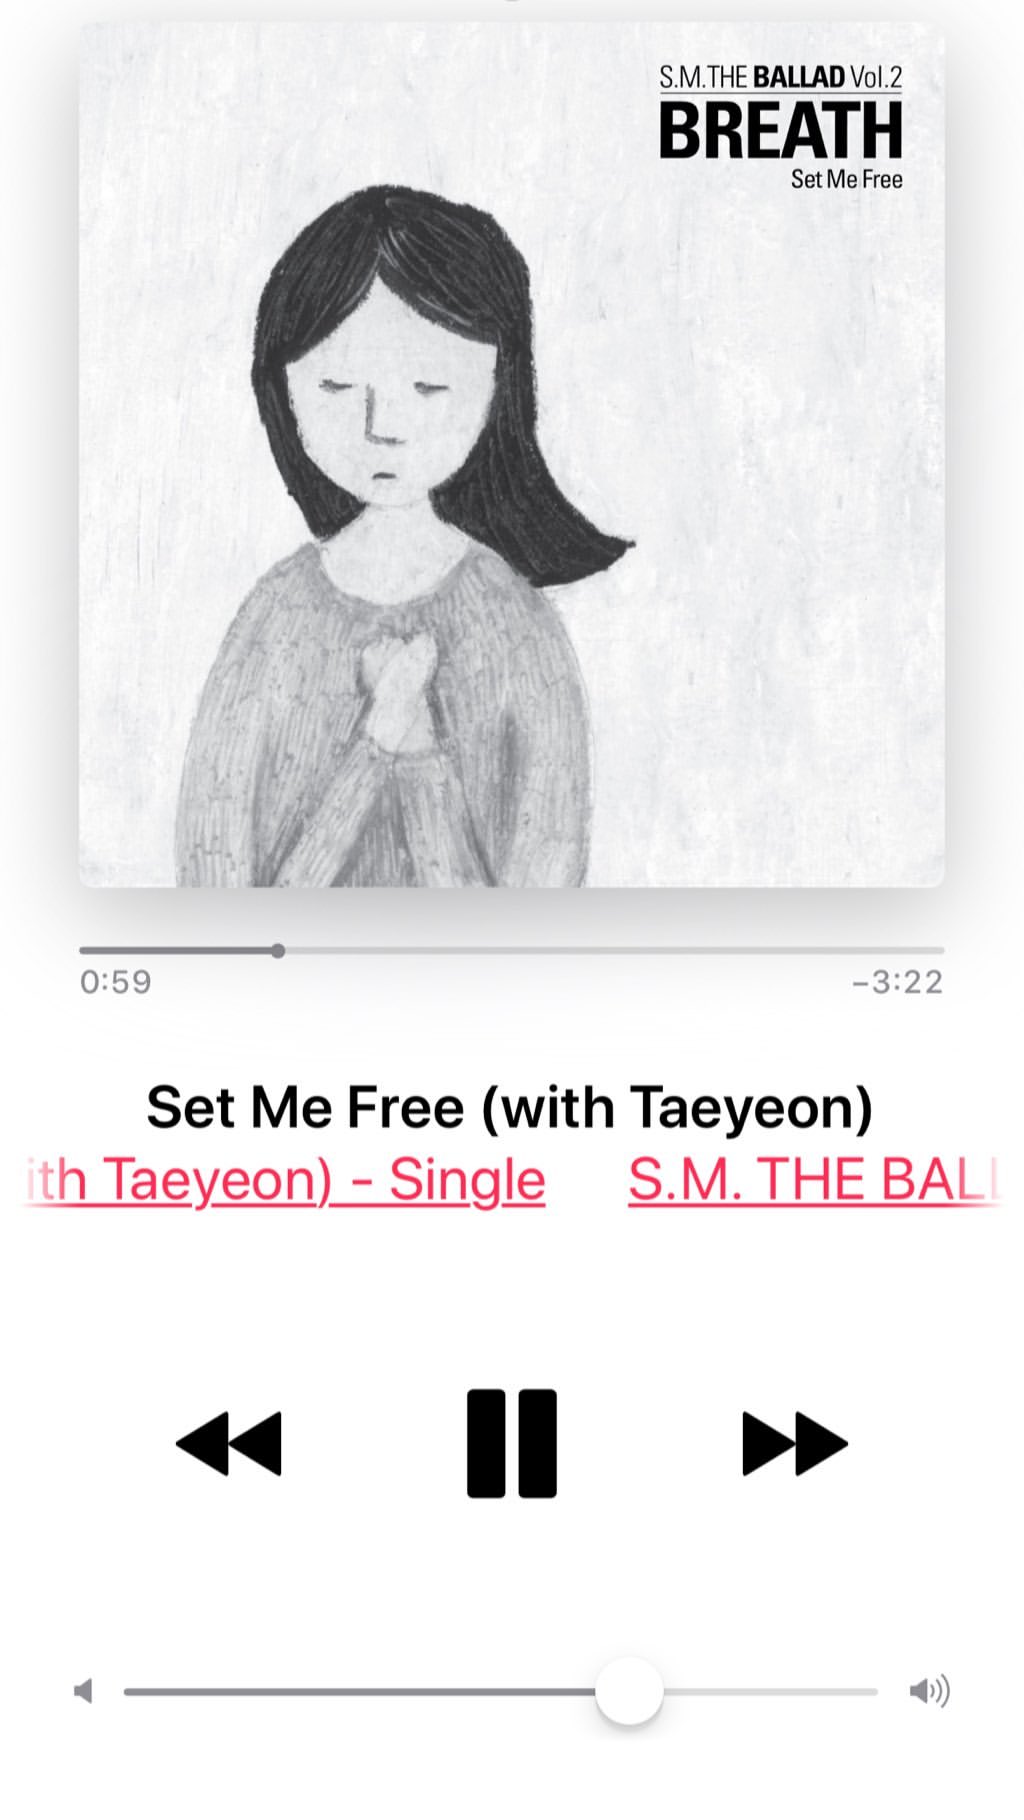 S.M.THE BALLAD Vol.2
BREATH
Set Me Free
0:59 −3:22
Set Me Free (with Taeyeon)
ith Taeyeon) - Single S.M. THE BALL